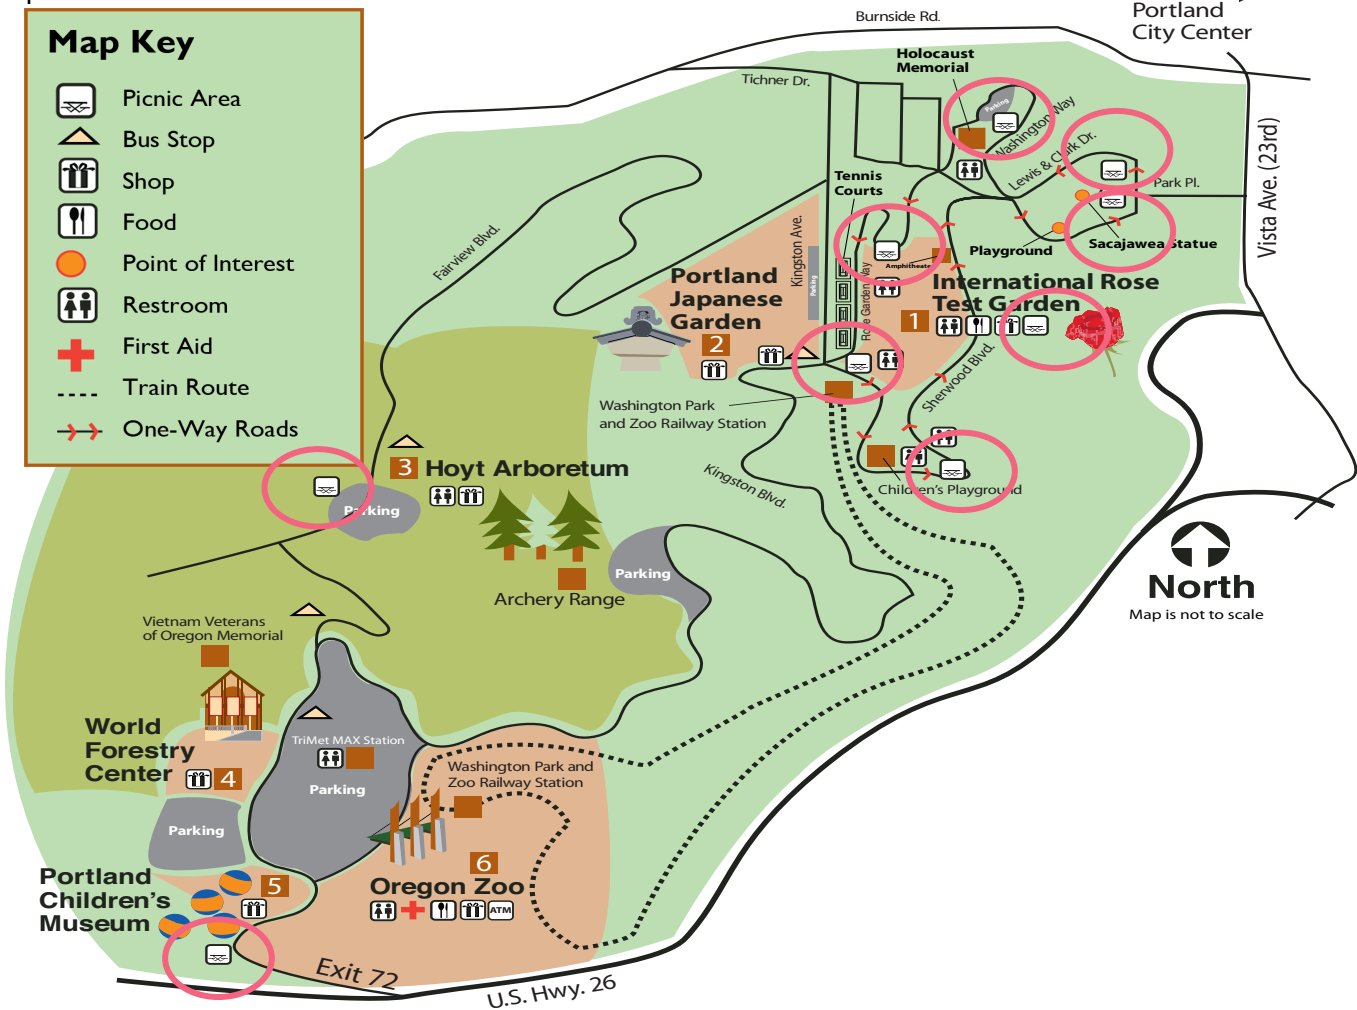 Portland
City Center
Burnside Rd.
Map Key
Picnic Area
Bus Stop
Shop
Food
Point of Interest
Restroom
First Aid
Train Route
One-Way Roads
Holocaust
Memorial
Tichner Dr.
Parking
Washington Way
Lewis & Clark Dr.
Park Pl.
Vista Ave. (23rd)
Tennis
Courts
Fairview Blvd.
Kingston Ave.
Parking
Rose Garden Way
Amphitheater
Playground
Sacajawea Statue
Portland
Japanese
Garden
2
International Rose
Test Garden
1
Sherwood Blvd.
Washington Park
and Zoo Railway Station
Kingston Blvd.
Children's Playground
3 Hoyt Arboretum
Parking
Parking
Archery Range
North
Map is not to scale
Vietnam Veterans
of Oregon Memorial
World
Forestry
Center
4
TriMet MAX Station
Parking
Parking
Washington Park and
Zoo Railway Station
Portland
Children's
Museum
5
6
Oregon Zoo
ATM
Exit 72
U.S. Hwy. 26